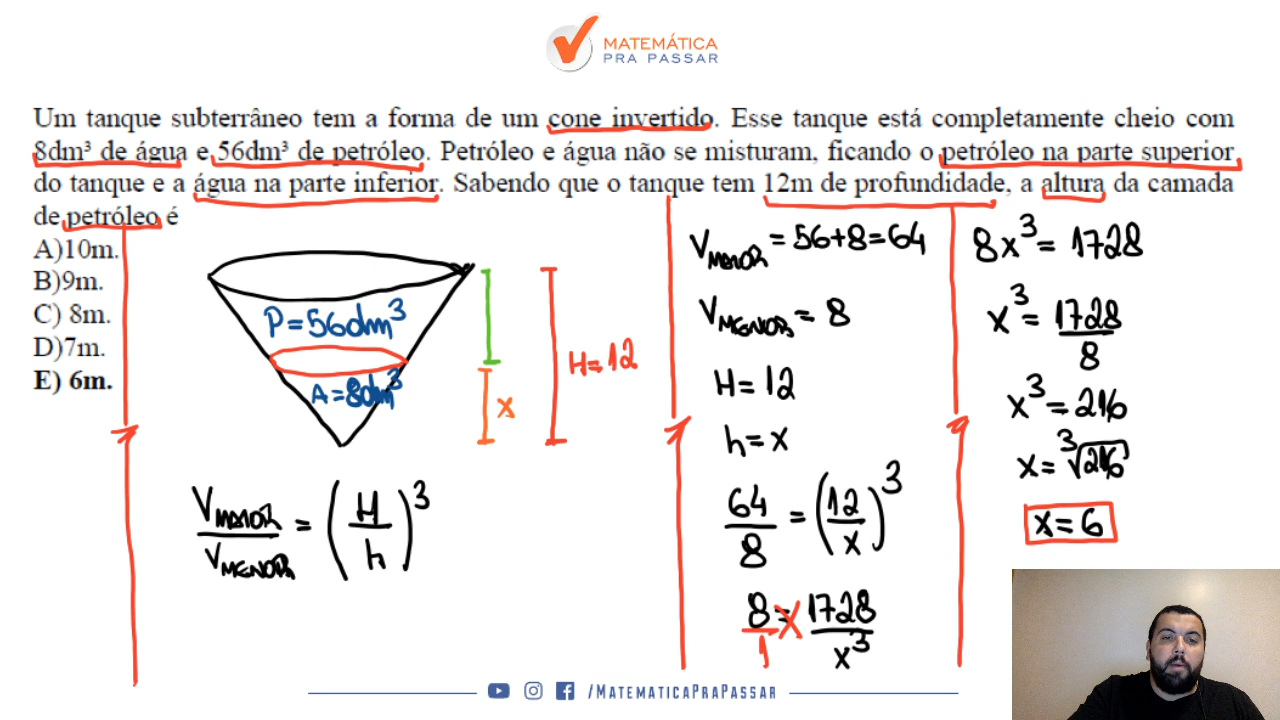 MATEMÁTICA
PRA PASSAR
Um tanque subterrâneo tem a forma de um cone invertido. Esse tanque está completamente cheio com
8dm³ de água e 56dm³ de petróleo. Petróleo e água não se misturam, ficando o petróleo na parte superior
do tanque e a água na parte inferior. Sabendo que o tanque tem 12m de profundidade, a altura da camada
de petróleo é
A)10m.
B)9m.
C) 8m.
D)7m.
E) 6m.
P=56dm³
A=8dm³
x
H=12
V_MAIOR / V_MENOR = (H/h)³
V_MAIOR = 56+8=64
V_MENOR = 8
H=12
h=x
64/8 = (12/x)³
8/1 = 1728/x³
8x³ = 1728
x³ = 1728/8
x³ = 216
x = ³√216
x=6
/MATEMATICAPRAPASSAR